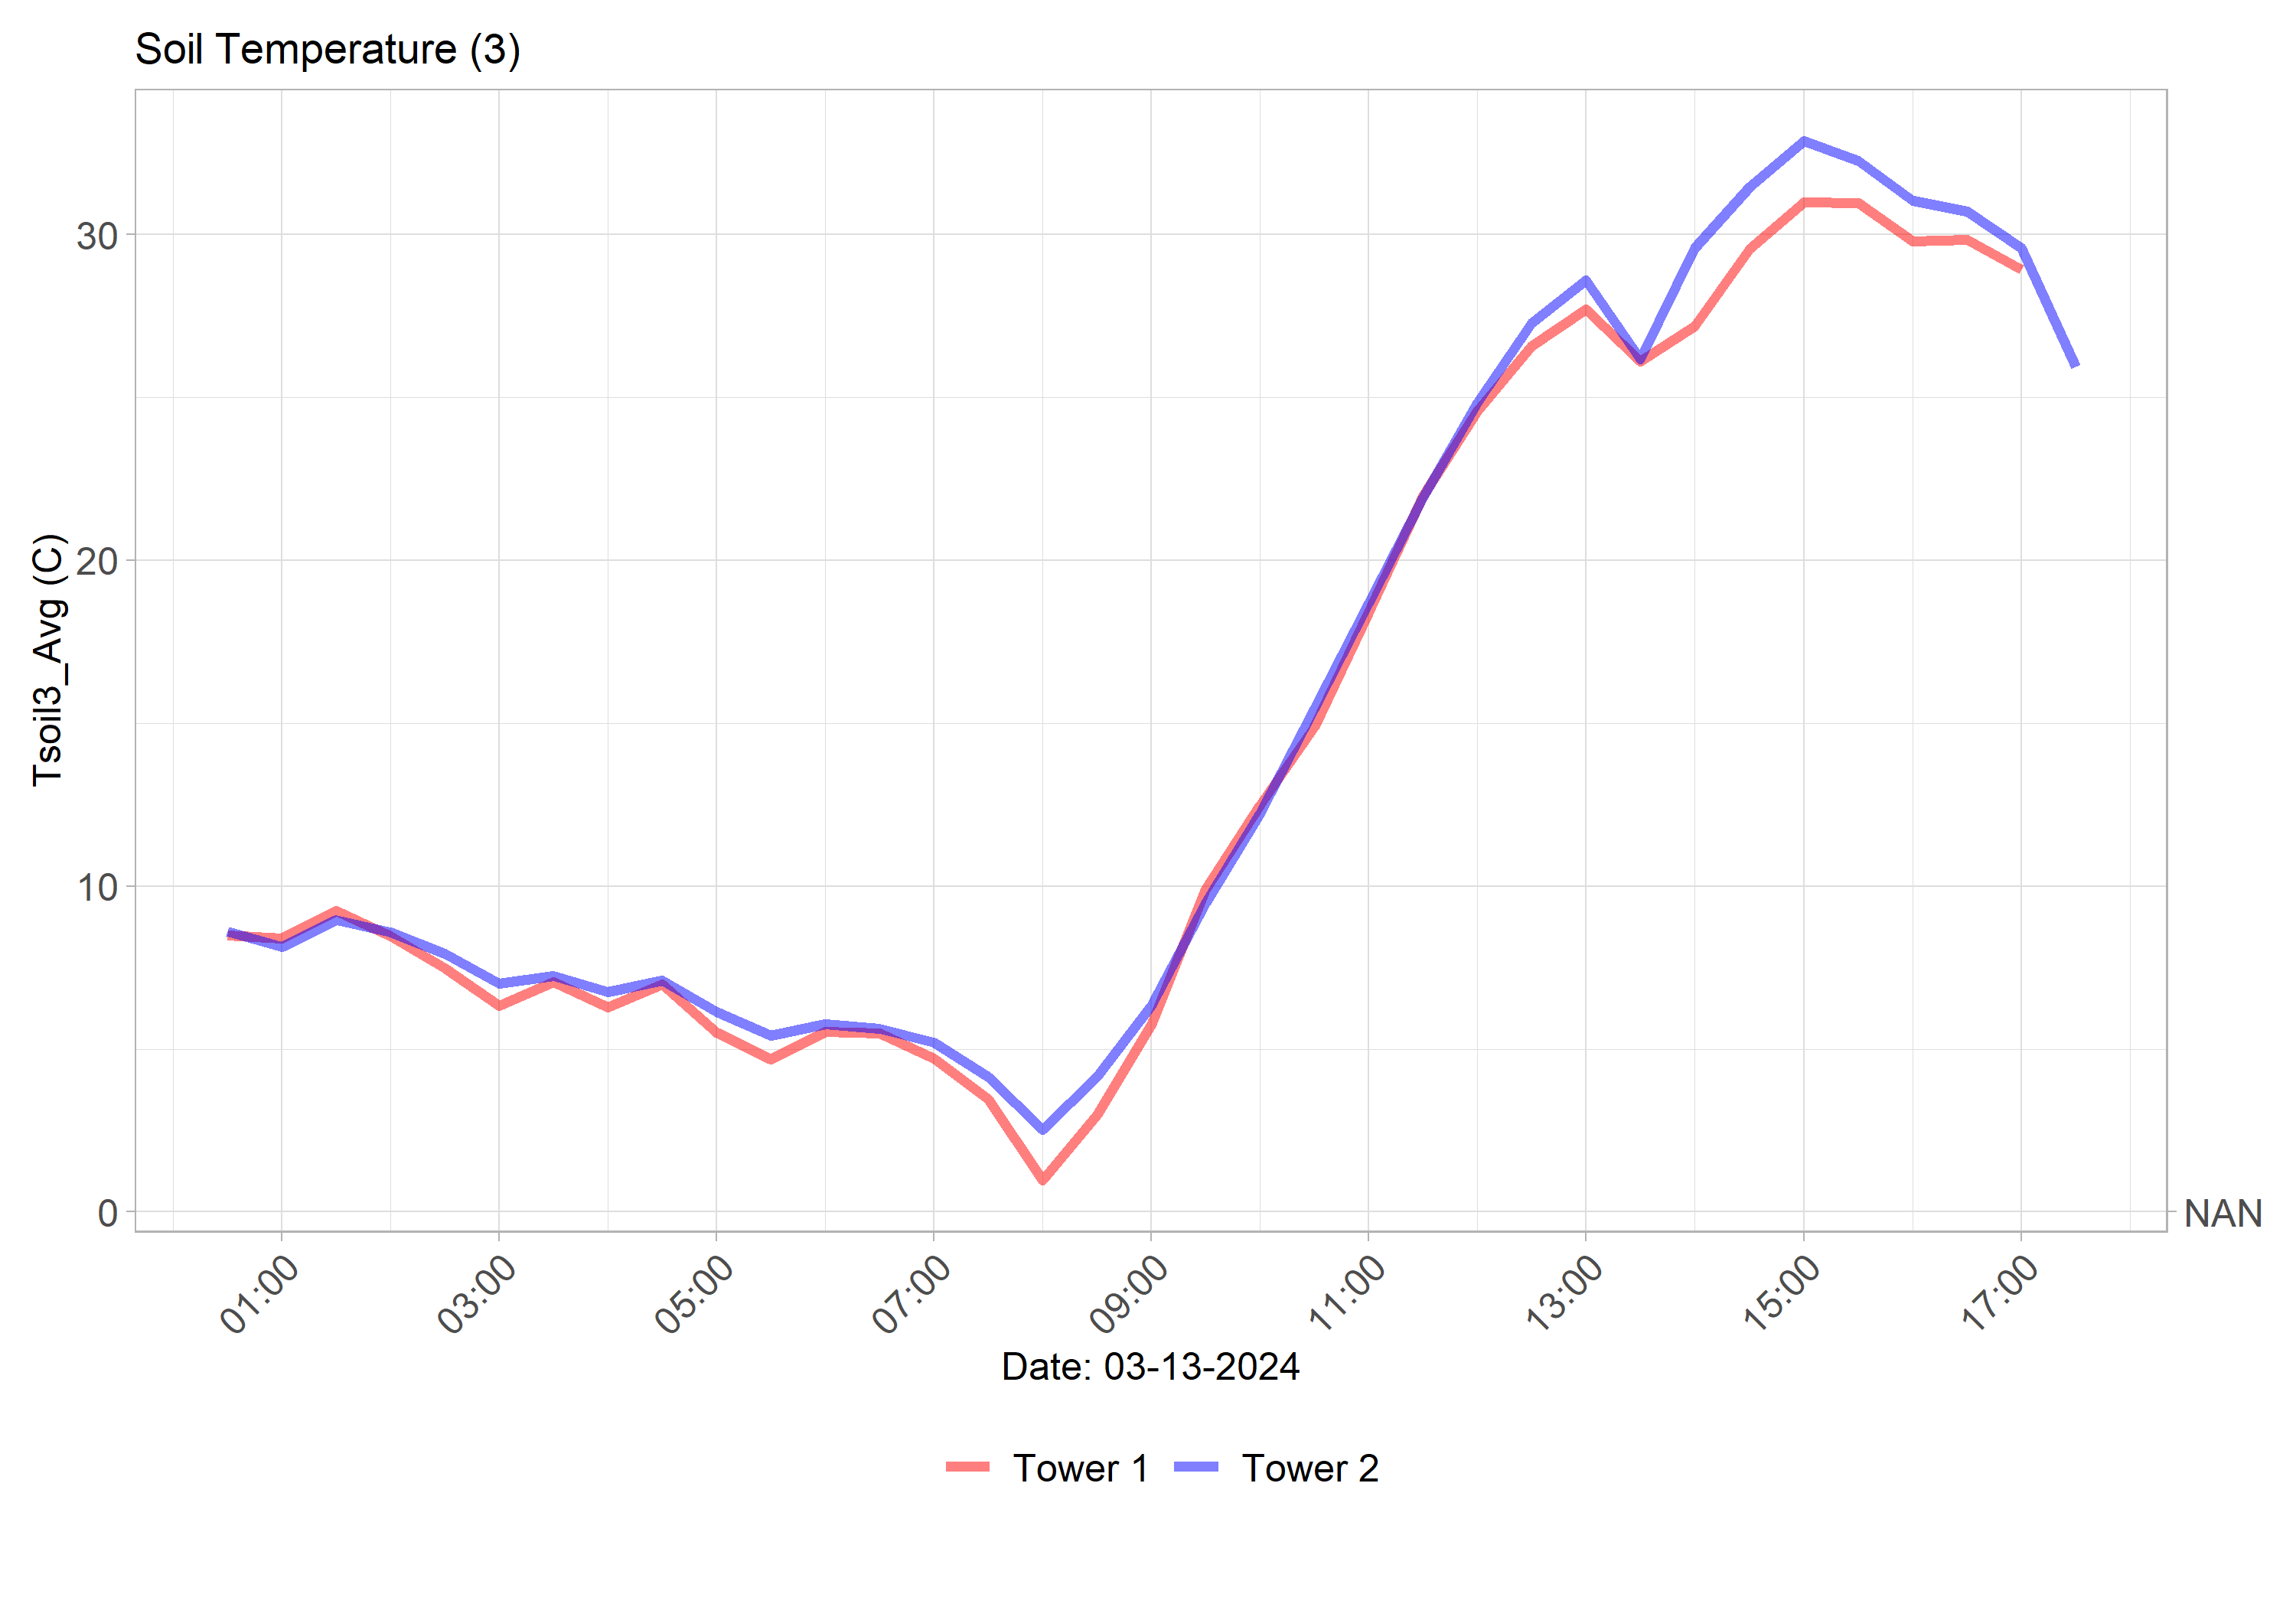 Soil Temperature (3)
Tsoil3_Avg (C)
30
20
10
0
NAN
01:00
03:00
05:00
07:00
09:00
11:00
13:00
15:00
17:00
Date: 03-13-2024
Tower 1
Tower 2